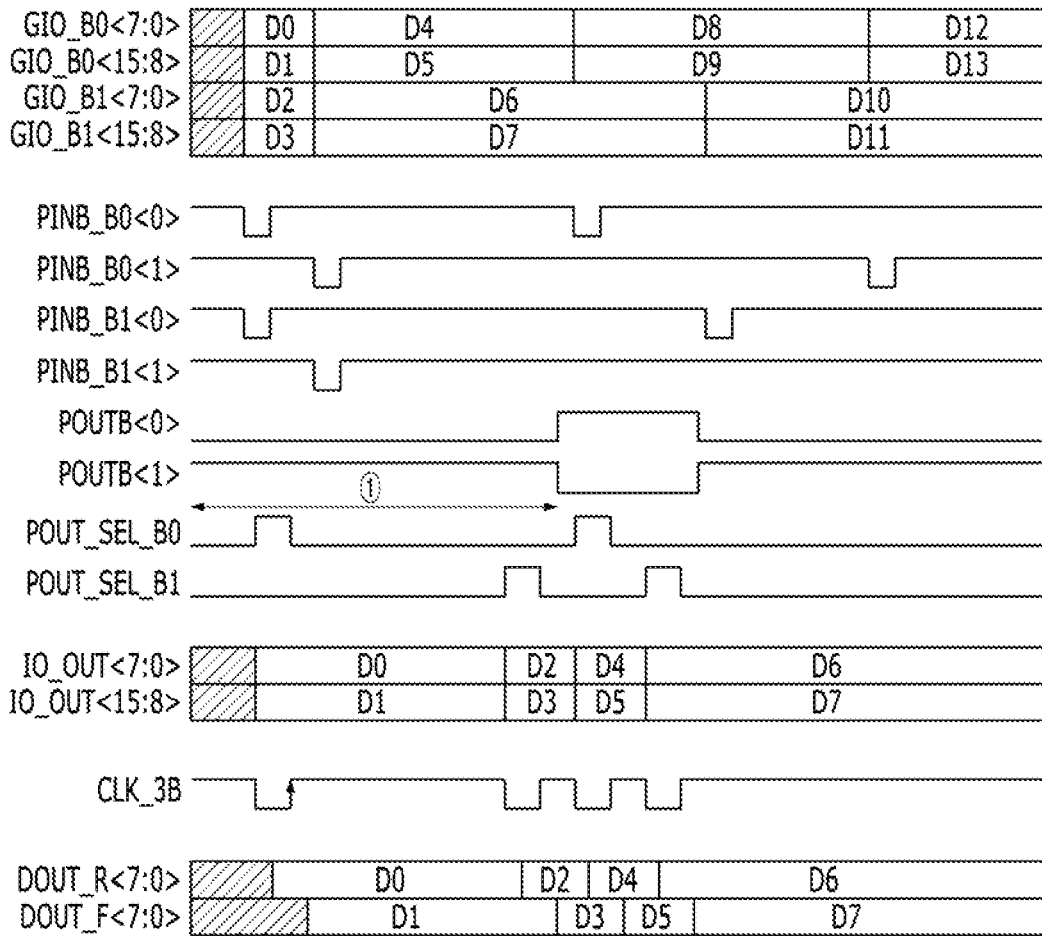 GIO_B0<7:0> D0 D4 D8 D12
GIO_B0<15:8> D1 D5 D9 D13
GIO_B1<7:0> D2 D6 D10
GIO_B1<15:8> D3 D7 D11
PINB_B0<0>
PINB_B0<1>
PINB_B1<0>
PINB_B1<1>
POUTB<0>
POUTB<1>
①
POUT_SEL_B0
POUT_SEL_B1
IO_OUT<7:0> D0 D2 D4 D6
IO_OUT<15:8> D1 D3 D5 D7
CLK_3B
DOUT_R<7:0> D0 D2 D4 D6
DOUT_F<7:0> D1 D3 D5 D7